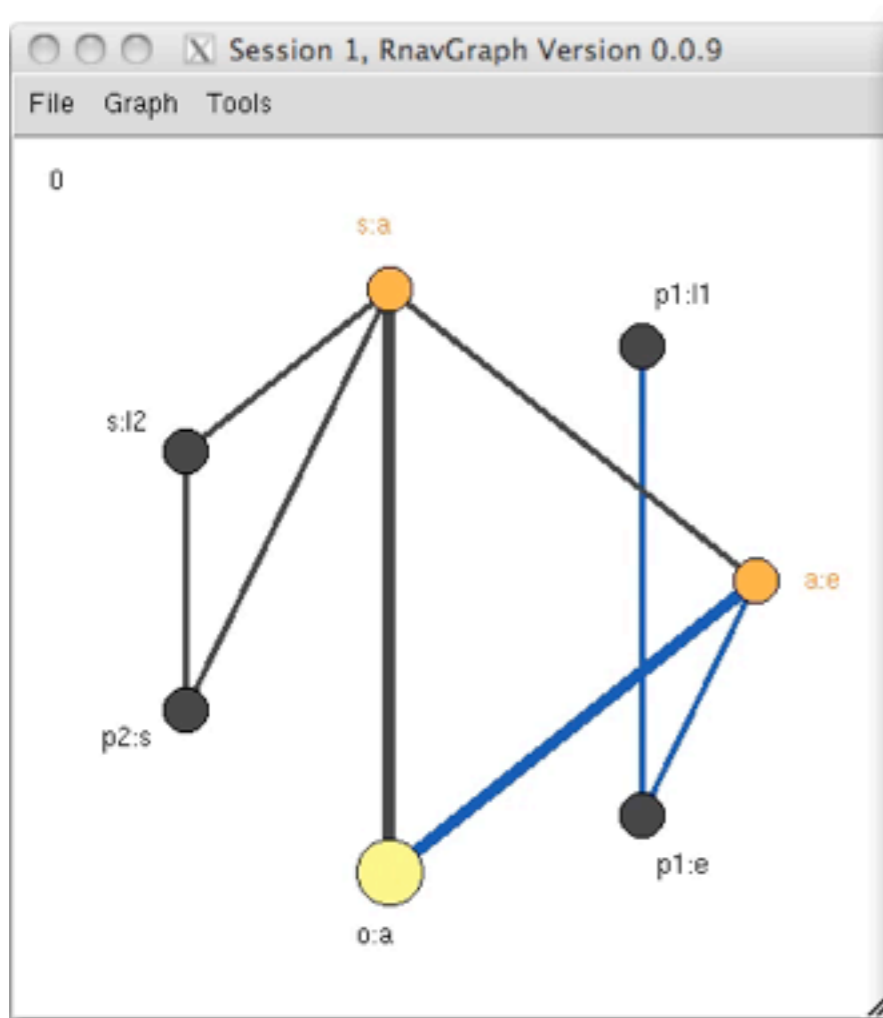 Session 1, RnavGraph Version 0.0.9
File Graph Tools
0
s:a
p1:l1
s:l2
a:e
p2:s
p1:e
o:a